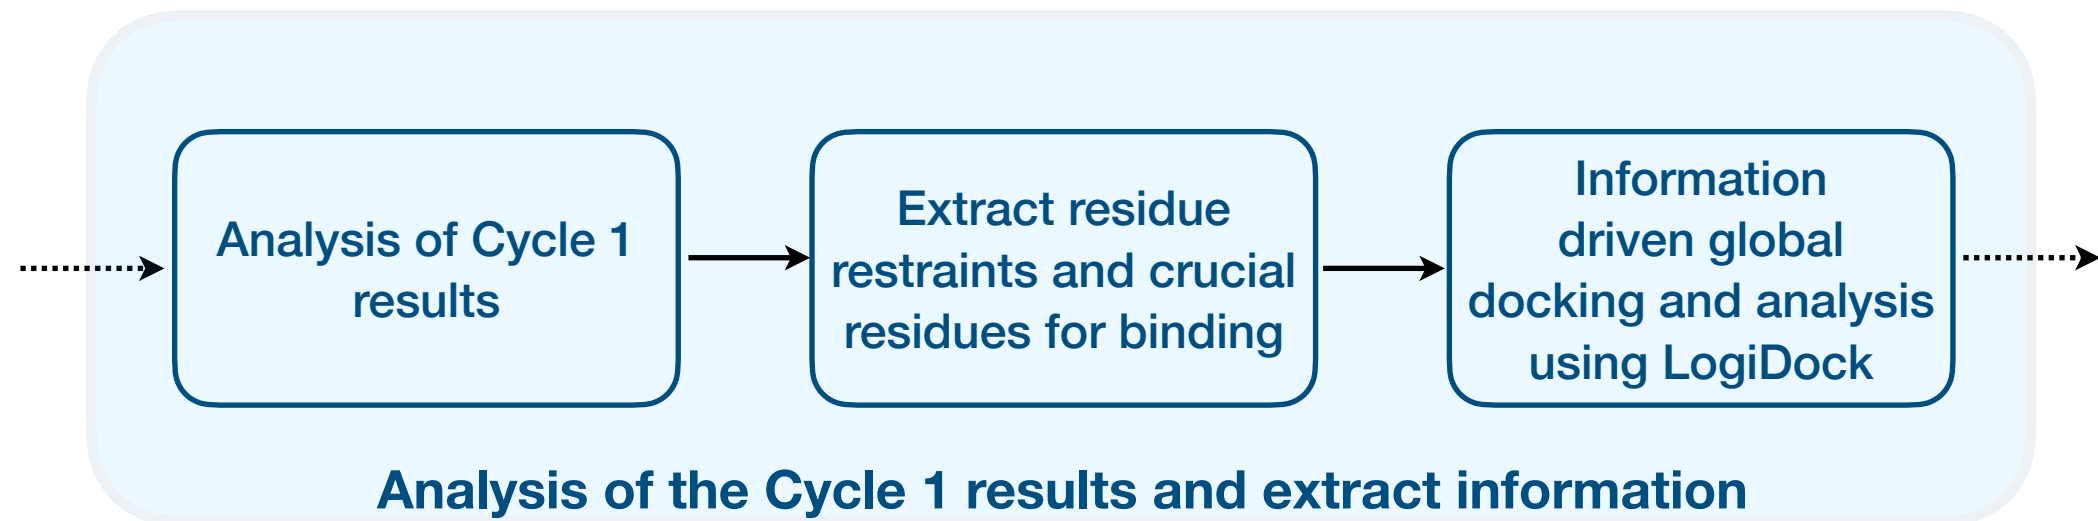 Analysis of Cycle 1
results
Extract residue
restraints and crucial
residues for binding
Information
driven global
docking and analysis
using LogiDock
Analysis of the Cycle 1 results and extract information